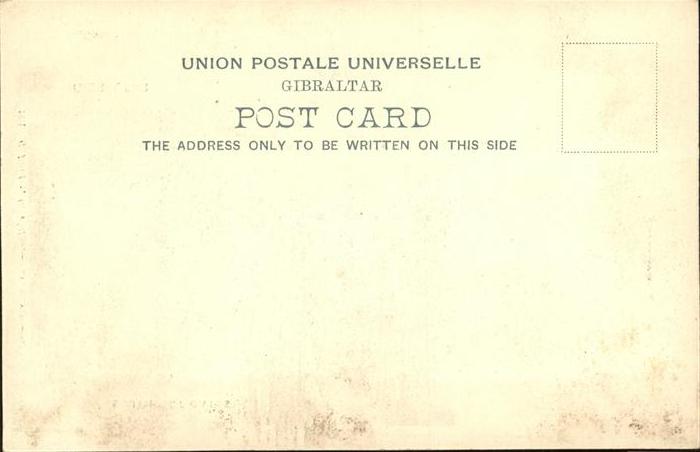 UNION POSTALE UNIVERSELLE
GIBRALTAR
POST CARD
THE ADDRESS ONLY TO BE WRITTEN ON THIS SIDE